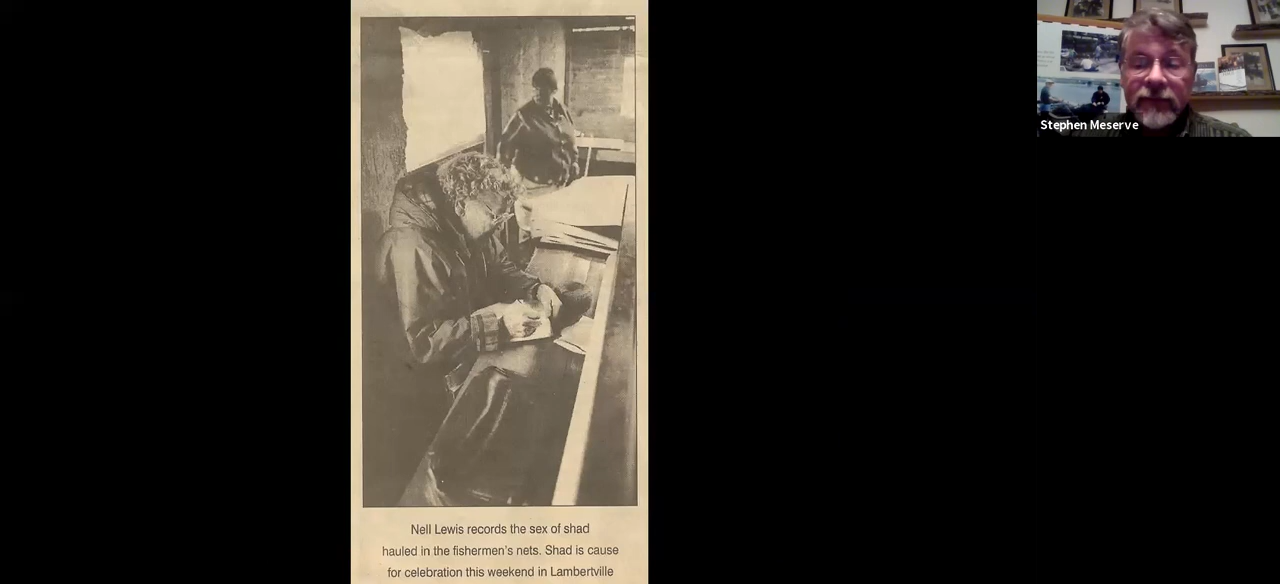 Stephen Meserve
Nell Lewis records the sex of shad
hauled in the fishermen's nets. Shad is cause
for celebration this weekend in Lambertville